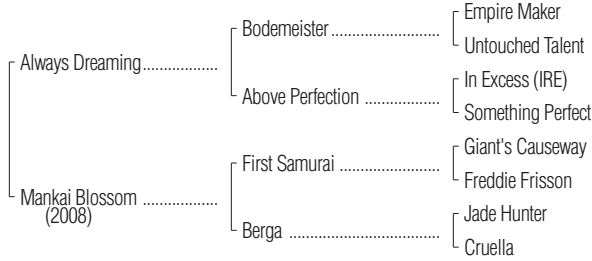 Empire Maker
Bodemeister
Untouched Talent
Always Dreaming
In Excess (IRE)
Above Perfection
Something Perfect
Giant's Causeway
First Samurai
Freddie Frisson
Mankai Blossom
(2008)
Jade Hunter
Berga
Cruella